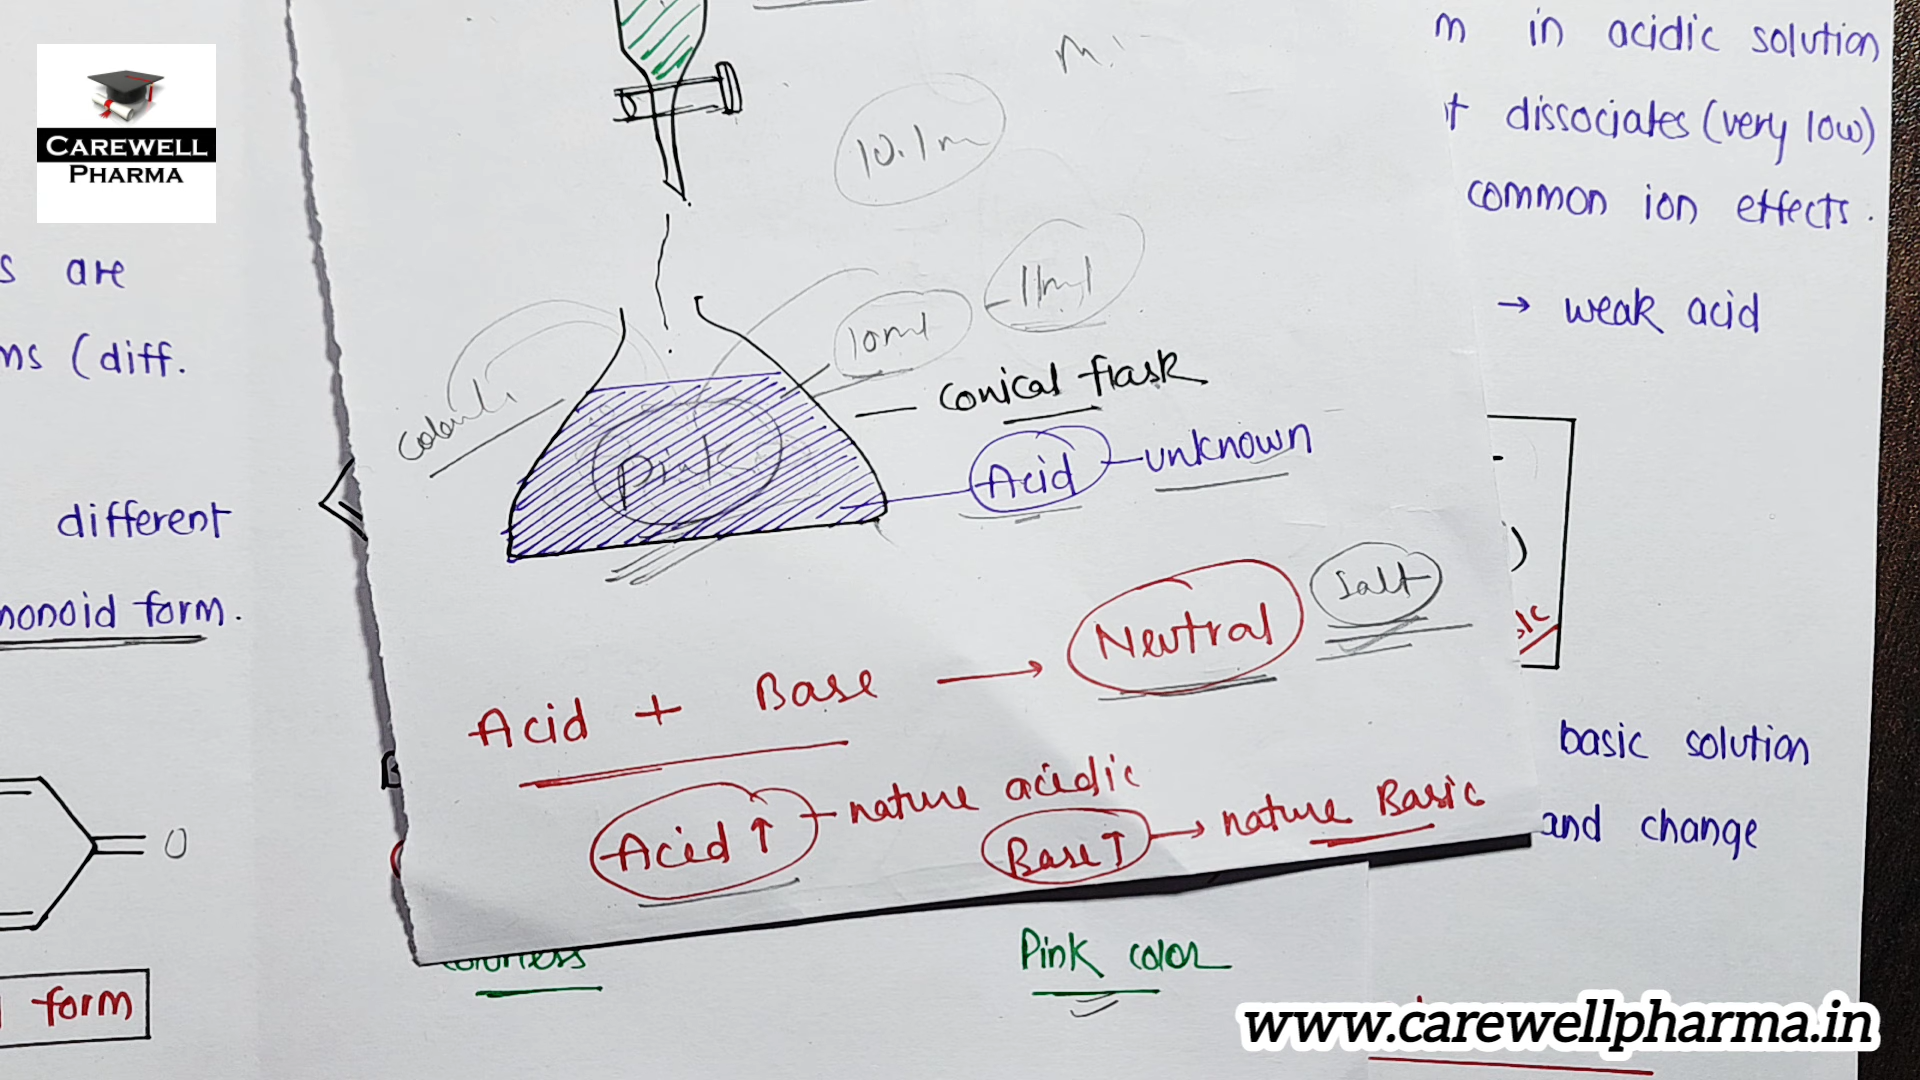 CAREWELL
PHARMA
m in acidic solution
t dissociates (very low)
common ion effects.
→ weak acid
s are
ms (diff.
different
nonoid form.
10.1m
11ml
10ml
Pink
conical flask
Acid — unknown
Acid + Base → Neutral
Salt
Acid ↑ — nature acidic
Base ↑ → nature Basic
basic solution
and change
O
form
Pink color
www.carewellpharma.in